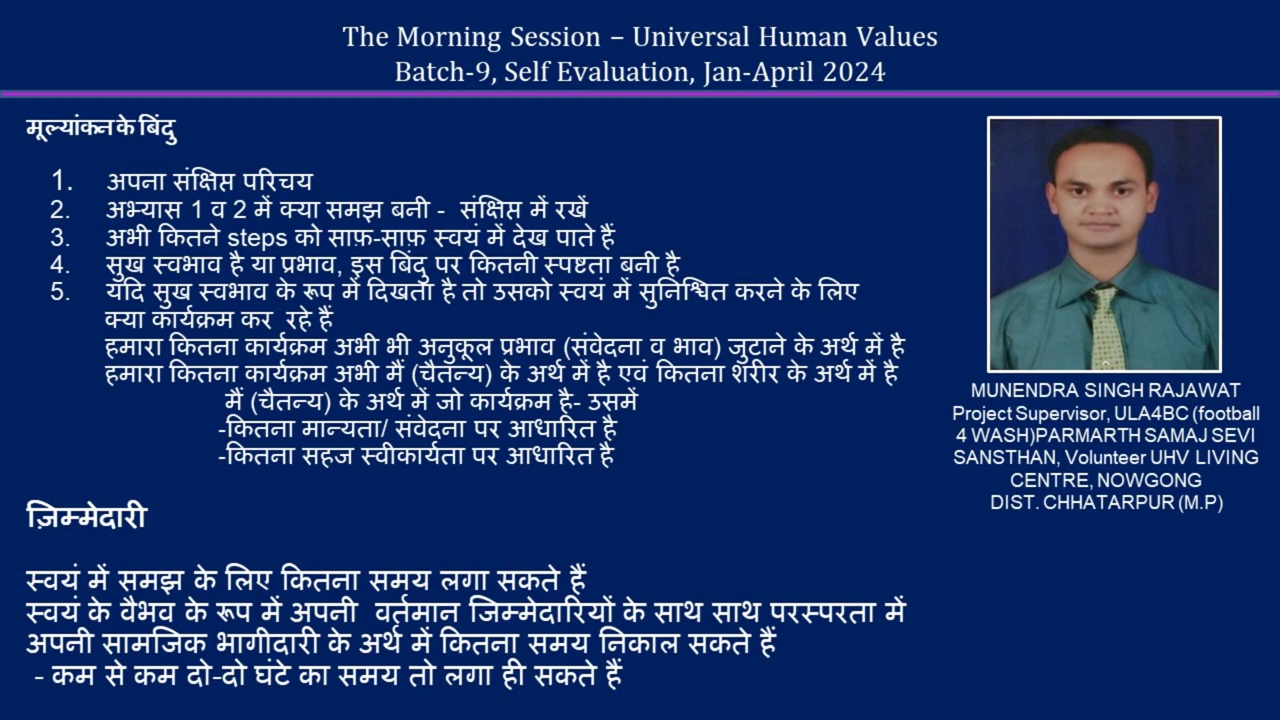 The Morning Session – Universal Human Values
Batch-9, Self Evaluation, Jan-April 2024
मूल्यांकन के बिंदु
1. अपना संक्षिप्त परिचय
2. अभ्यास 1 व 2 में क्या समझ बनी - संक्षिप्त में रखें
3. अभी कितने steps को साफ़-साफ़ स्वयं में देख पाते हैं
4. सुख स्वभाव है या प्रभाव, इस बिंदु पर कितनी स्पष्टता बनी है
5. यदि सुख स्वभाव के रूप में दिखता है तो उसको स्वयं में सुनिश्चित करने के लिए
क्या कार्यक्रम कर रहे हैं
हमारा कितना कार्यक्रम अभी भी अनुकूल प्रभाव (संवेदना व भाव) जुटाने के अर्थ में है
हमारा कितना कार्यक्रम अभी मैं (चैतन्य) के अर्थ में है एवं कितना शरीर के अर्थ में है
मैं (चैतन्य) के अर्थ में जो कार्यक्रम है- उसमें
-कितना मान्यता/ संवेदना पर आधारित है
-कितना सहज स्वीकार्यता पर आधारित है
MUNENDRA SINGH RAJAWAT
Project Supervisor, ULA4BC (football
4 WASH)PARMARTH SAMAJ SEVI
SANSTHAN, Volunteer UHV LIVING
CENTRE, NOWGONG
DIST. CHHATARPUR (M.P)
ज़िम्मेदारी
स्वयं में समझ के लिए कितना समय लगा सकते हैं
स्वयं के वैभव के रूप में अपनी वर्तमान जिम्मेदारियों के साथ साथ परस्परता में
अपनी सामजिक भागीदारी के अर्थ में कितना समय निकाल सकते हैं
- कम से कम दो-दो घंटे का समय तो लगा ही सकते हैं